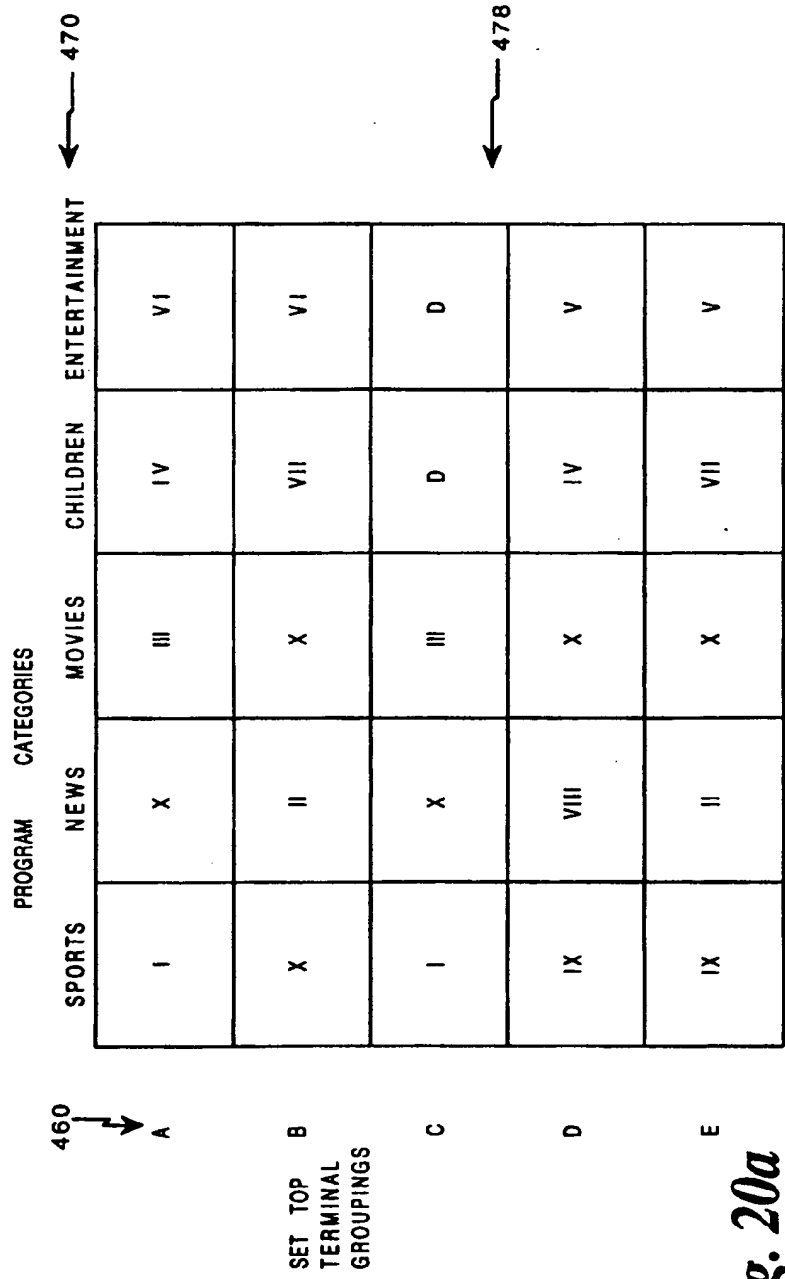 PROGRAM CATEGORIES
SPORTS NEWS MOVIES CHILDREN ENTERTAINMENT
470
460
A I X III IV VI
SET TOP
TERMINAL
GROUPINGS
B X II X VII VI
C I X III D D
478
D IX VIII X IV V
E IX II X VII V
g. 20a